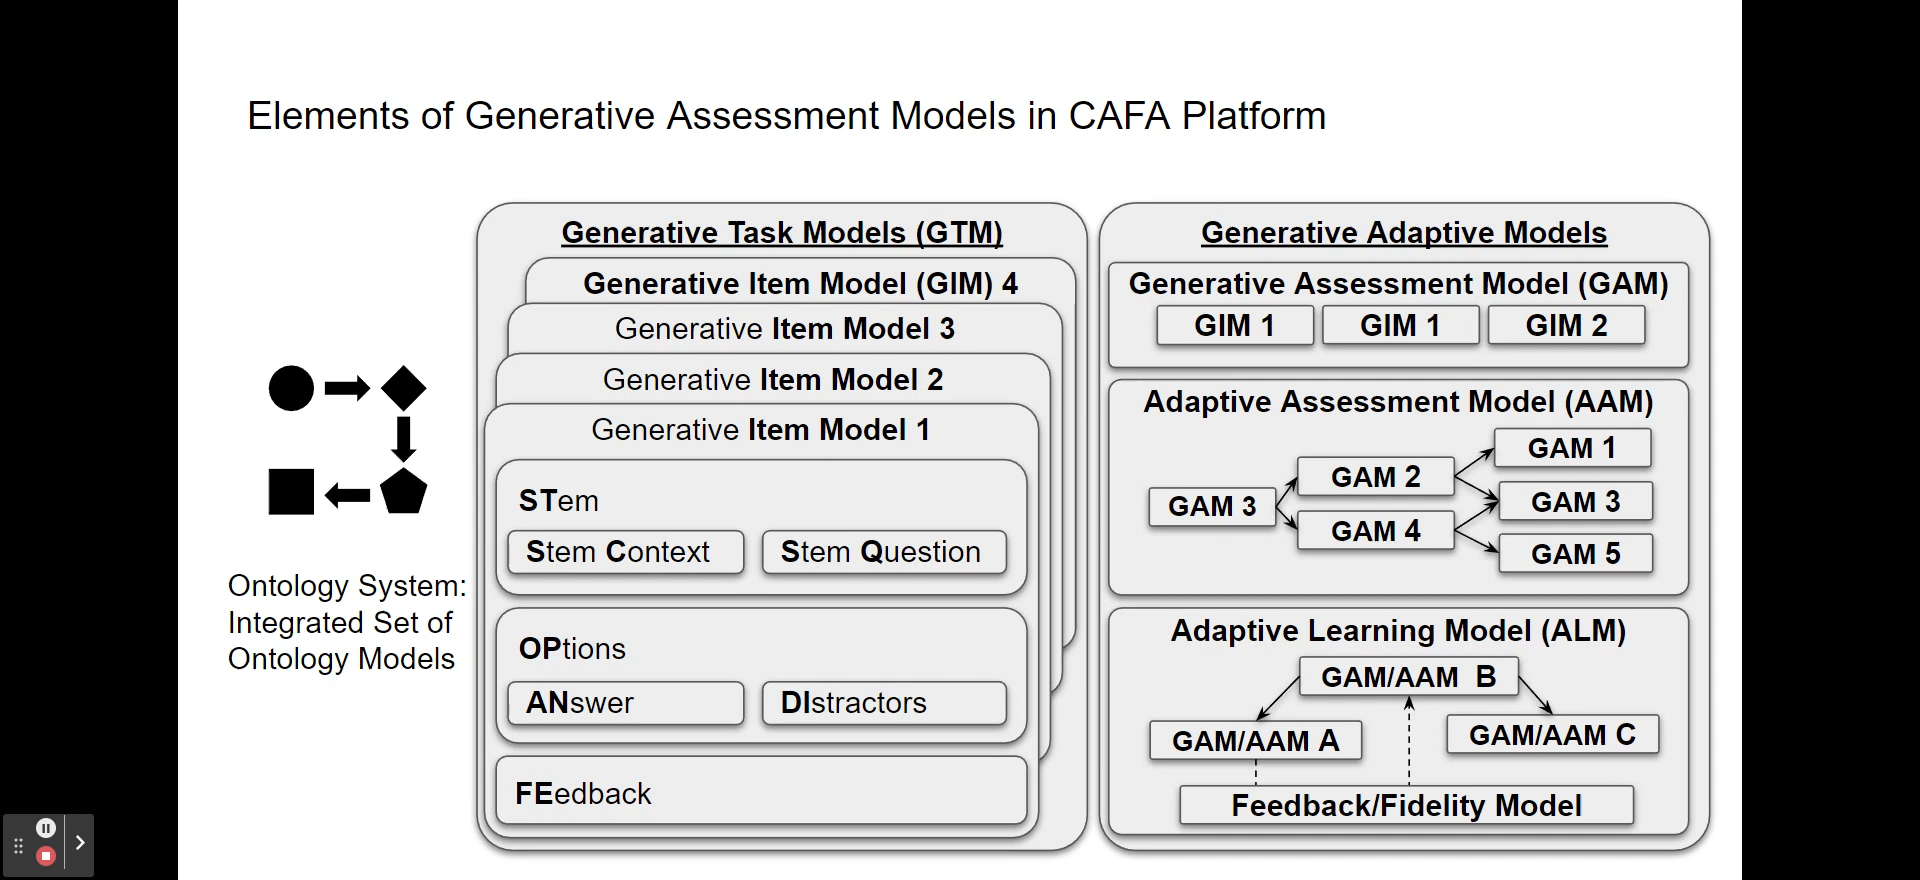 Elements of Generative Assessment Models in CAFA Platform
Ontology System:
Integrated Set of
Ontology Models
Generative Task Models (GTM)
Generative Item Model (GIM) 4
Generative Item Model 3
Generative Item Model 2
Generative Item Model 1
STem
Stem Context
Stem Question
OPtions
ANswer
DIstractors
FEedback
Generative Adaptive Models
Generative Assessment Model (GAM)
GIM 1
GIM 1
GIM 2
Adaptive Assessment Model (AAM)
GAM 3
GAM 2
GAM 4
GAM 1
GAM 3
GAM 5
Adaptive Learning Model (ALM)
GAM/AAM B
GAM/AAM A
GAM/AAM C
Feedback/Fidelity Model